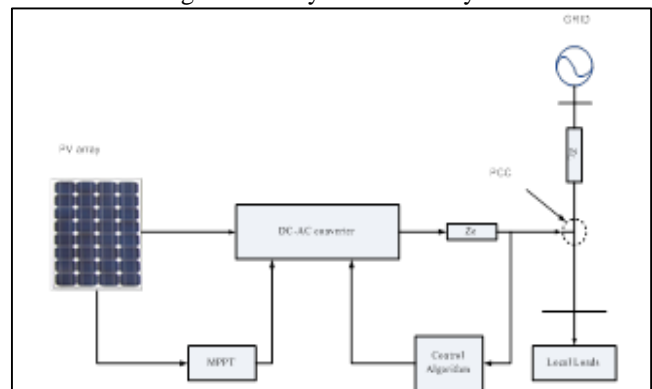 GRID
PV array
PCC
DC-AC converter
Zc
MPPT
Control
Algorithm
Local Loads